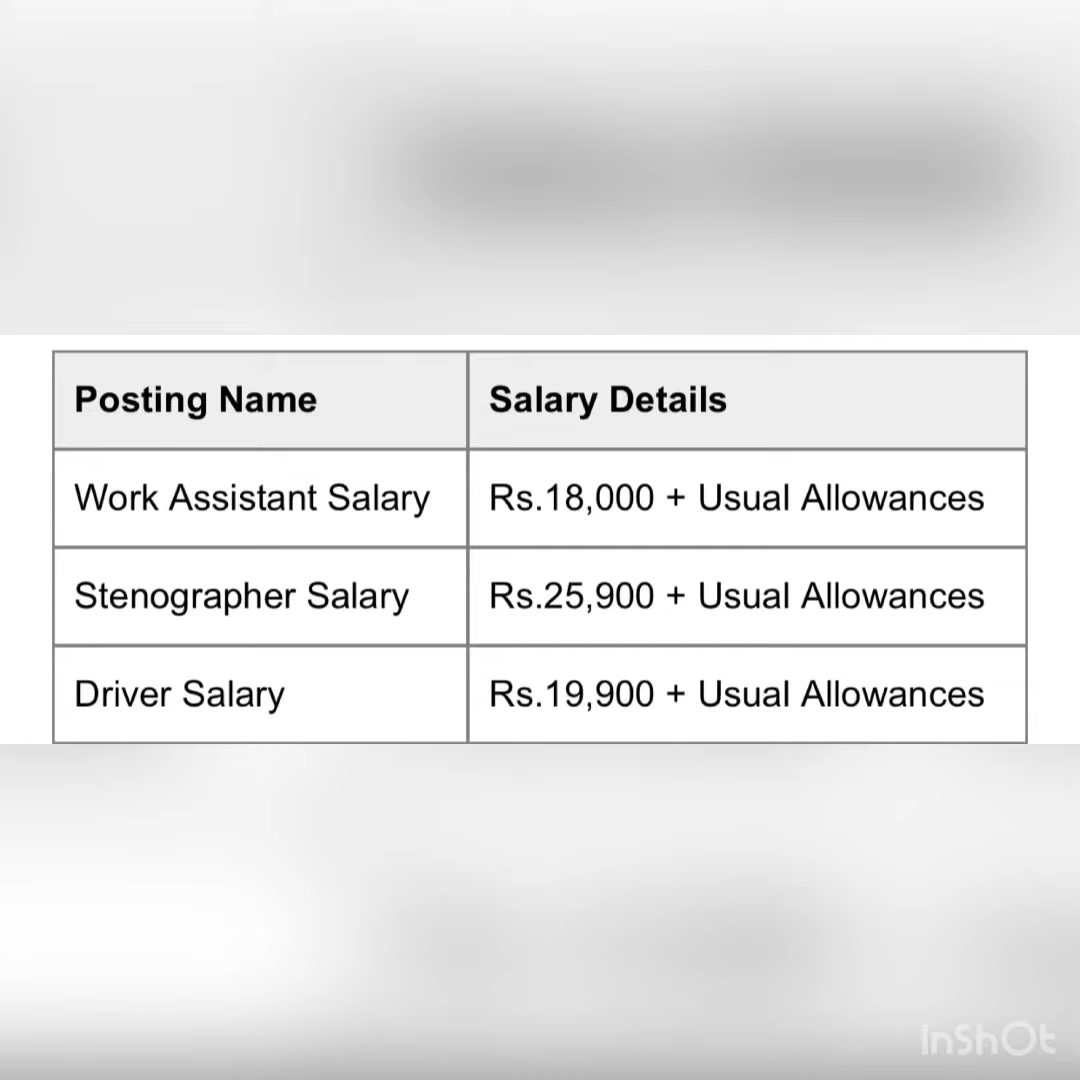 Posting Name Salary Details
Work Assistant Salary Rs.18,000 + Usual Allowances
Stenographer Salary Rs.25,900 + Usual Allowances
Driver Salary Rs.19,900 + Usual Allowances
InShOt